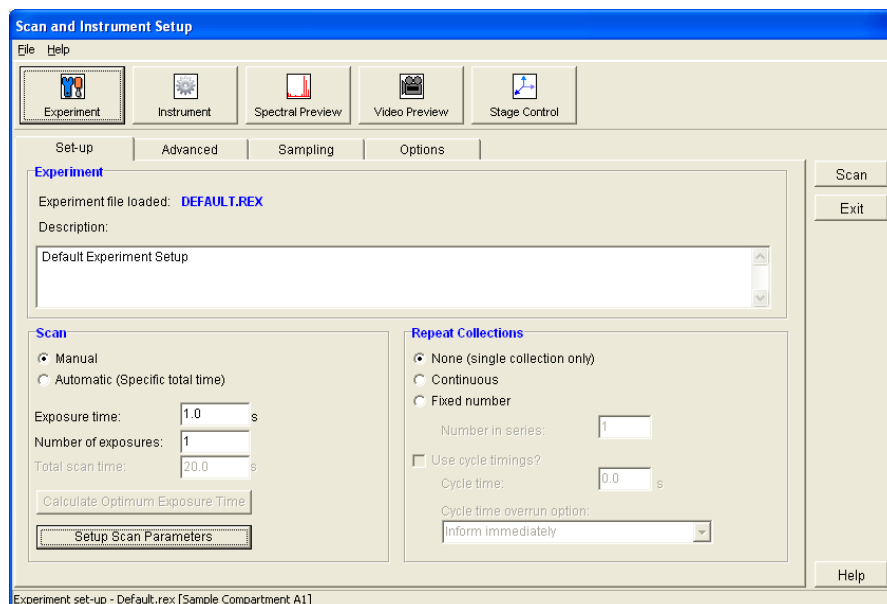 Scan and Instrument Setup
File Help
Experiment
Instrument
Spectral Preview
Video Preview
Stage Control
Set-up
Advanced
Sampling
Options
Experiment
Experiment file loaded: DEFAULT.REX
Description:
Default Experiment Setup
Scan
Manual
Automatic (Specific total time)
Exposure time: 1.0 s
Number of exposures: 1
Total scan time: 20.0 s
Calculate Optimum Exposure Time
Setup Scan Parameters
Repeat Collections
None (single collection only)
Continuous
Fixed number
Number in series: 1
Use cycle timings?
Cycle time: 0.0 s
Cycle time overrun option:
Inform immediately
Scan
Exit
Help
Experiment set-up - Default.rex [Sample Compartment A1]